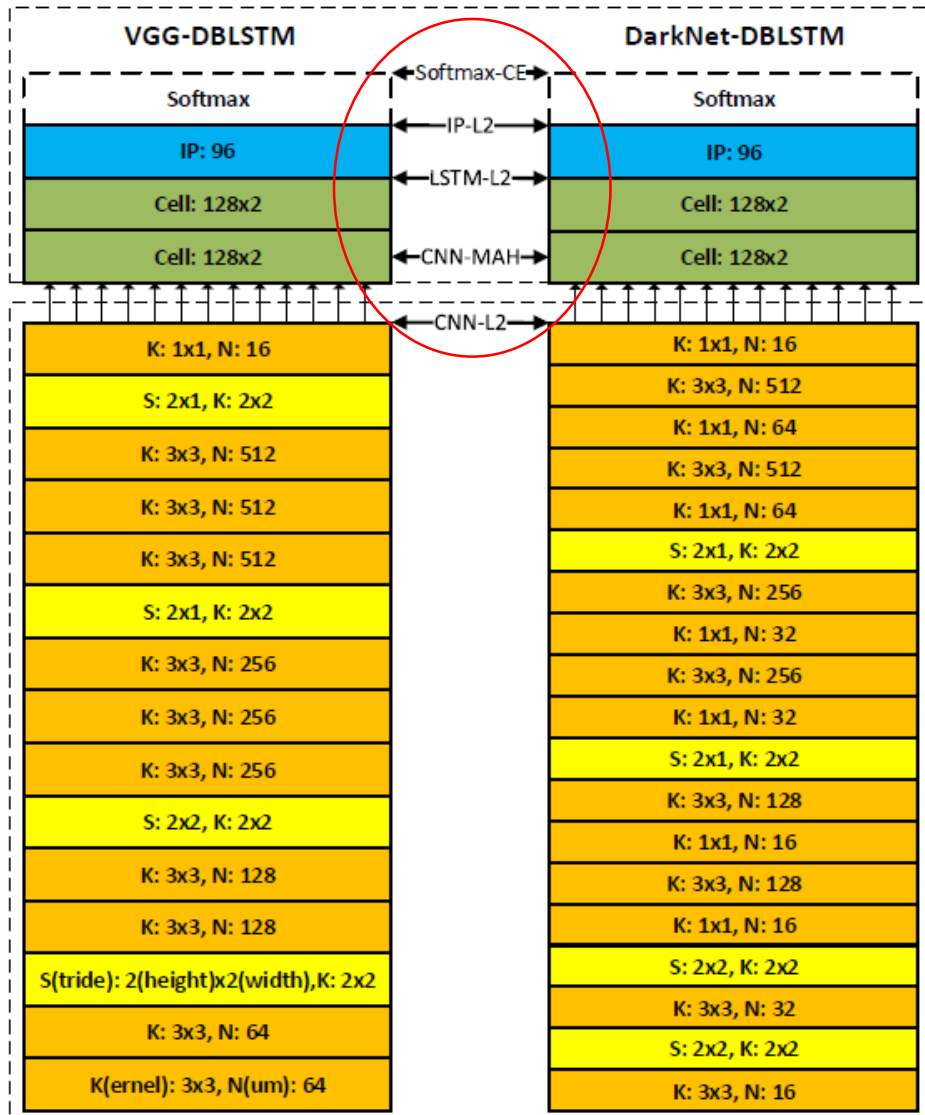 VGG-DBLSTM
Softmax
IP: 96
Cell: 128x2
Cell: 128x2
K: 1x1, N: 16
S: 2x1, K: 2x2
K: 3x3, N: 512
K: 3x3, N: 512
K: 3x3, N: 512
S: 2x1, K: 2x2
K: 3x3, N: 256
K: 3x3, N: 256
K: 3x3, N: 256
S: 2x2, K: 2x2
K: 3x3, N: 128
K: 3x3, N: 128
S(tride): 2(height)x2(width),K: 2x2
K: 3x3, N: 64
K(ernel): 3x3, N(um): 64
Softmax-CE
IP-L2
LSTM-L2
CNN-MAH
CNN-L2
DarkNet-DBLSTM
Softmax
IP: 96
Cell: 128x2
Cell: 128x2
K: 1x1, N: 16
K: 3x3, N: 512
K: 1x1, N: 64
K: 3x3, N: 512
K: 1x1, N: 64
S: 2x1, K: 2x2
K: 3x3, N: 256
K: 1x1, N: 32
K: 3x3, N: 256
K: 1x1, N: 32
S: 2x1, K: 2x2
K: 3x3, N: 128
K: 1x1, N: 16
K: 3x3, N: 128
K: 1x1, N: 16
S: 2x2, K: 2x2
K: 3x3, N: 32
S: 2x2, K: 2x2
K: 3x3, N: 16